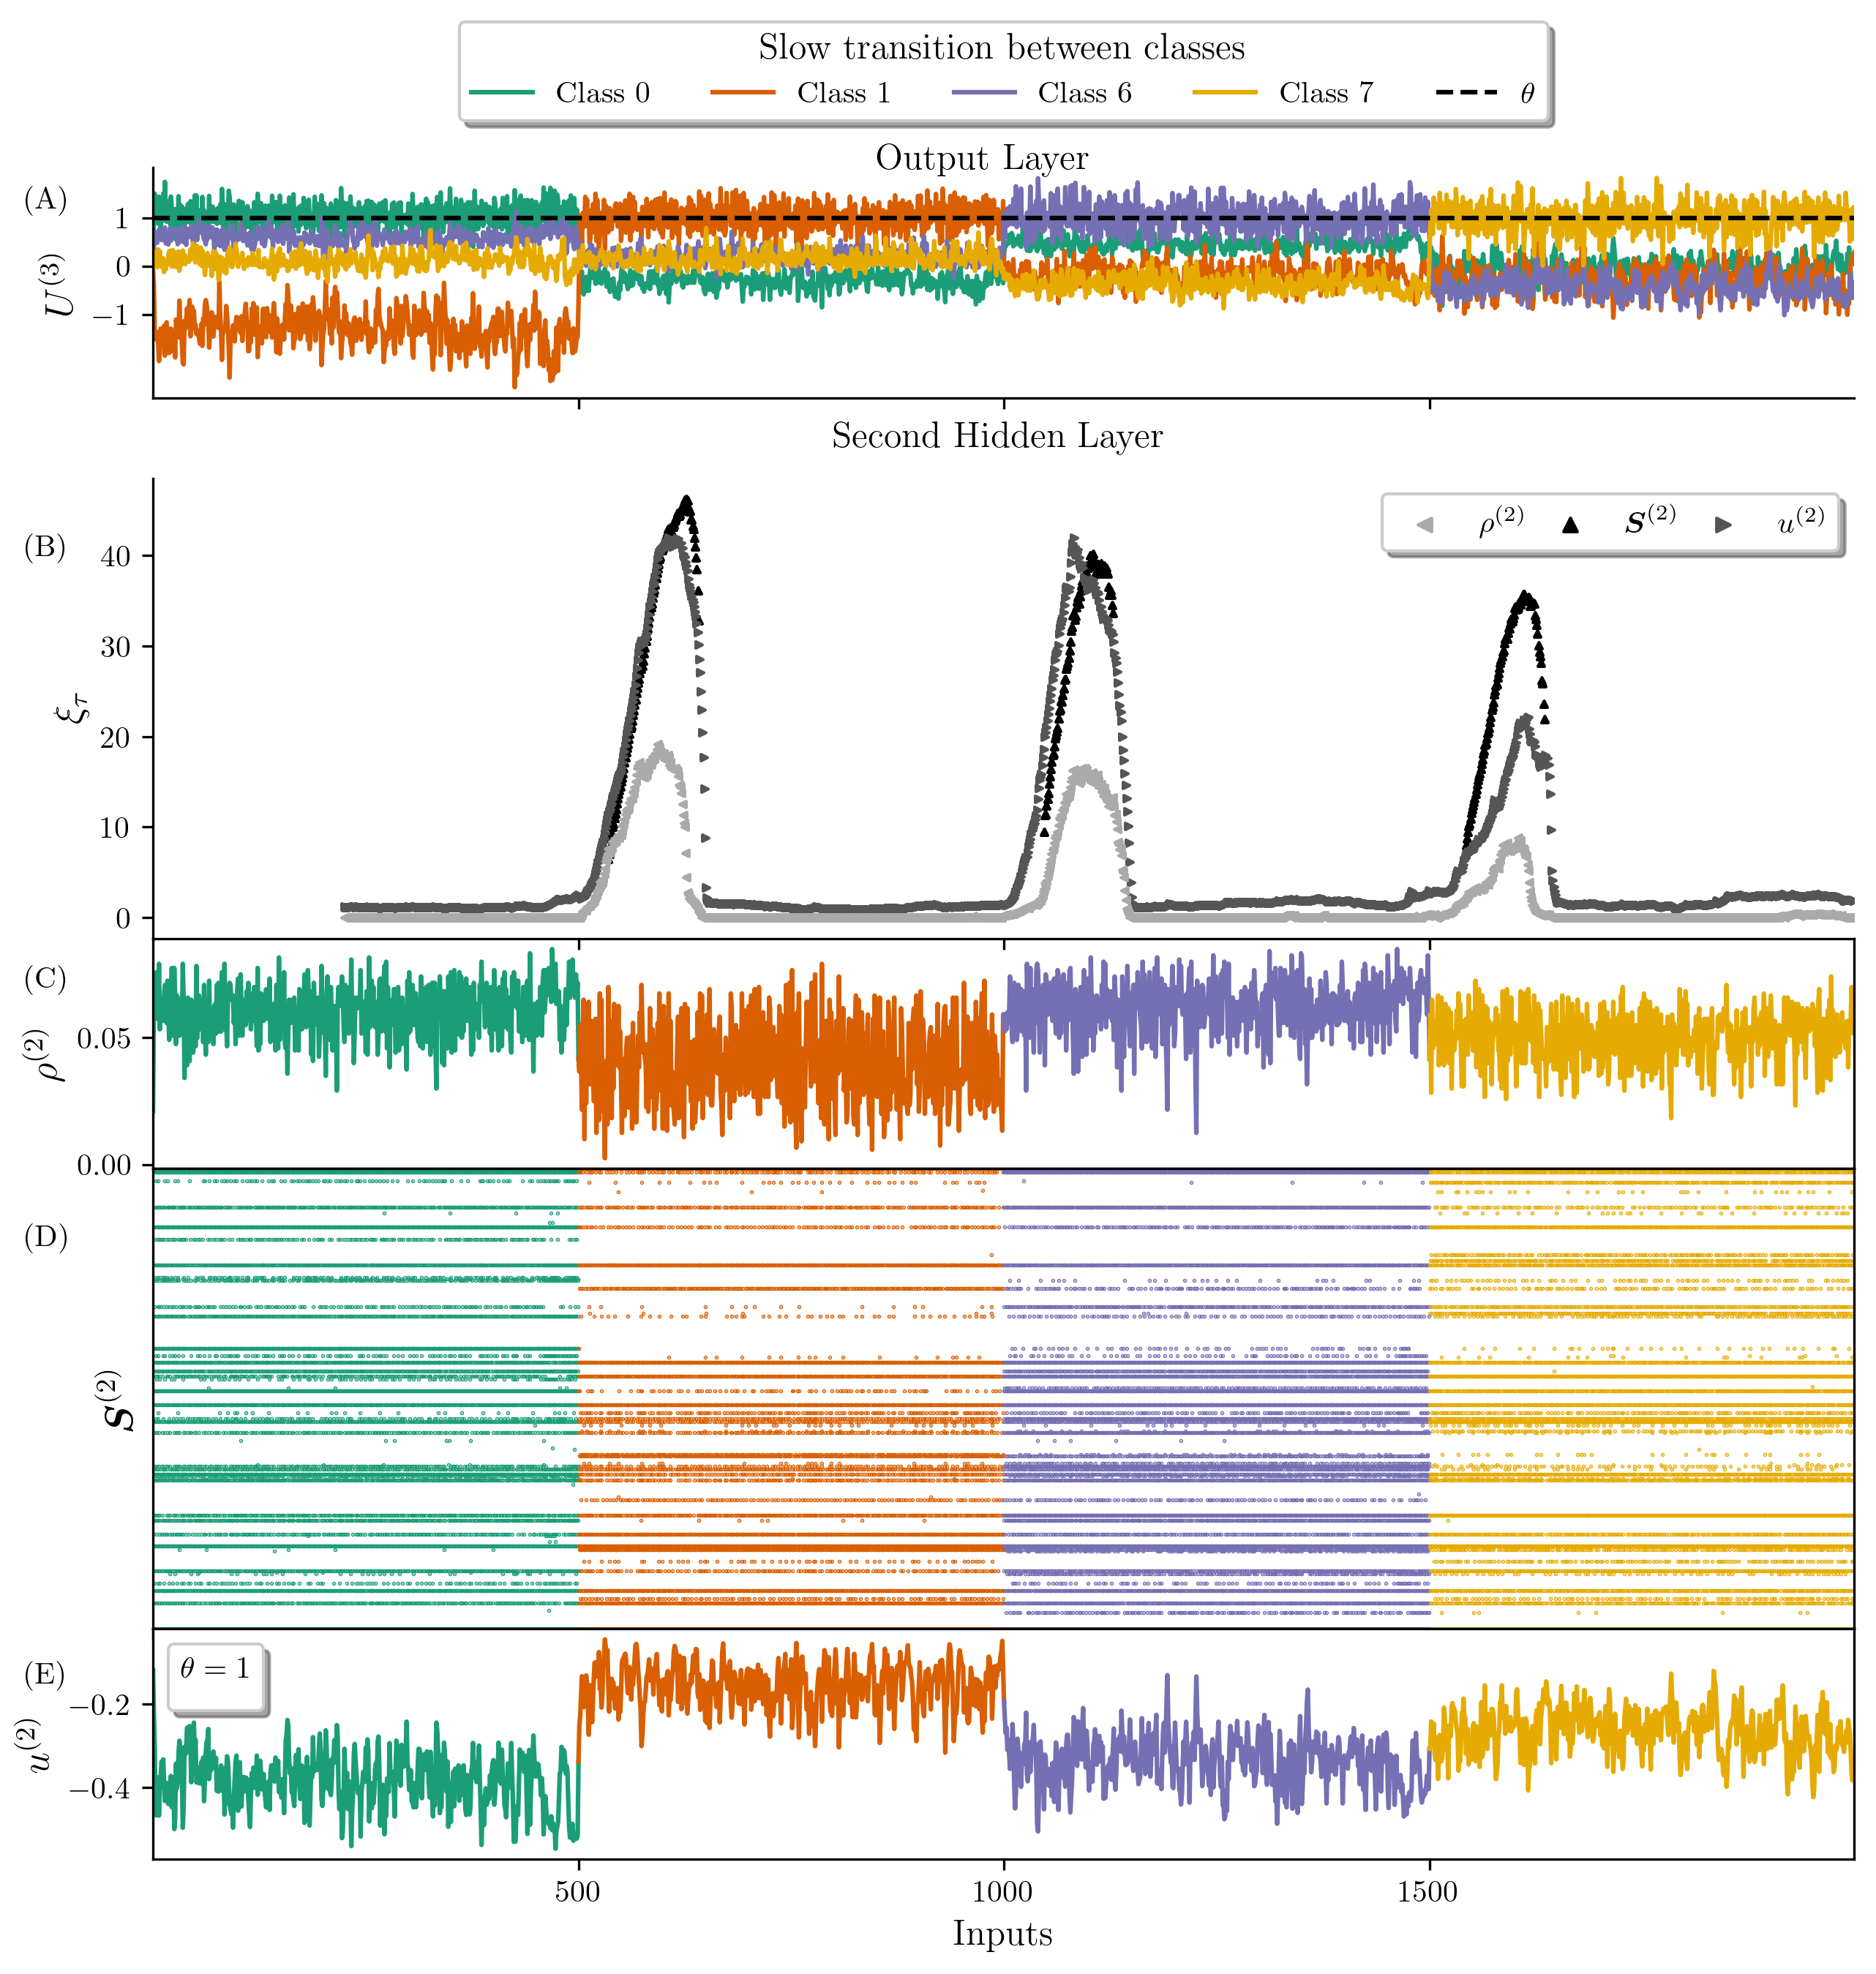 Slow transition between classes
Class 0 Class 1 Class 6 Class 7 θ
Output Layer
(A)
1
0
−1
U⁽³⁾
Second Hidden Layer
(B)
ρ⁽²⁾ S⁽²⁾ u⁽²⁾
40
30
20
10
0
ξτ
(C)
0.05
0.00
ρ⁽²⁾
(D)
S⁽²⁾
(E)
θ = 1
−0.2
−0.4
u⁽²⁾
500 1000 1500
Inputs